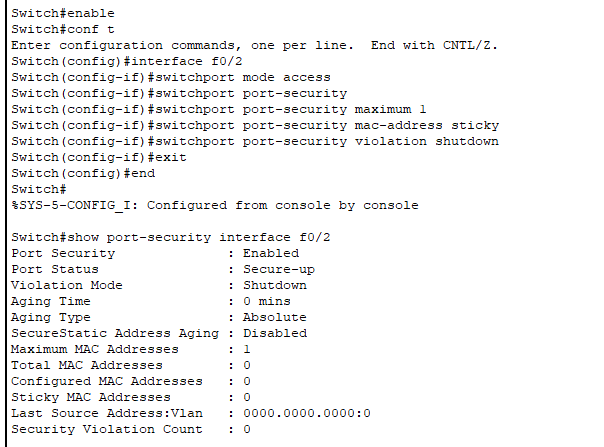 Switch#enable
Switch#conf t
Enter configuration commands, one per line.  End with CNTL/Z.
Switch(config)#interface f0/2
Switch(config-if)#switchport mode access
Switch(config-if)#switchport port-security
Switch(config-if)#switchport port-security maximum 1
Switch(config-if)#switchport port-security mac-address sticky
Switch(config-if)#switchport port-security violation shutdown
Switch(config-if)#exit
Switch(config)#end
Switch#
%SYS-5-CONFIG_I: Configured from console by console

Switch#show port-security interface f0/2
Port Security              : Enabled
Port Status                : Secure-up
Violation Mode             : Shutdown
Aging Time                 : 0 mins
Aging Type                 : Absolute
SecureStatic Address Aging : Disabled
Maximum MAC Addresses      : 1
Total MAC Addresses        : 0
Configured MAC Addresses   : 0
Sticky MAC Addresses       : 0
Last Source Address:Vlan   : 0000.0000.0000:0
Security Violation Count   : 0